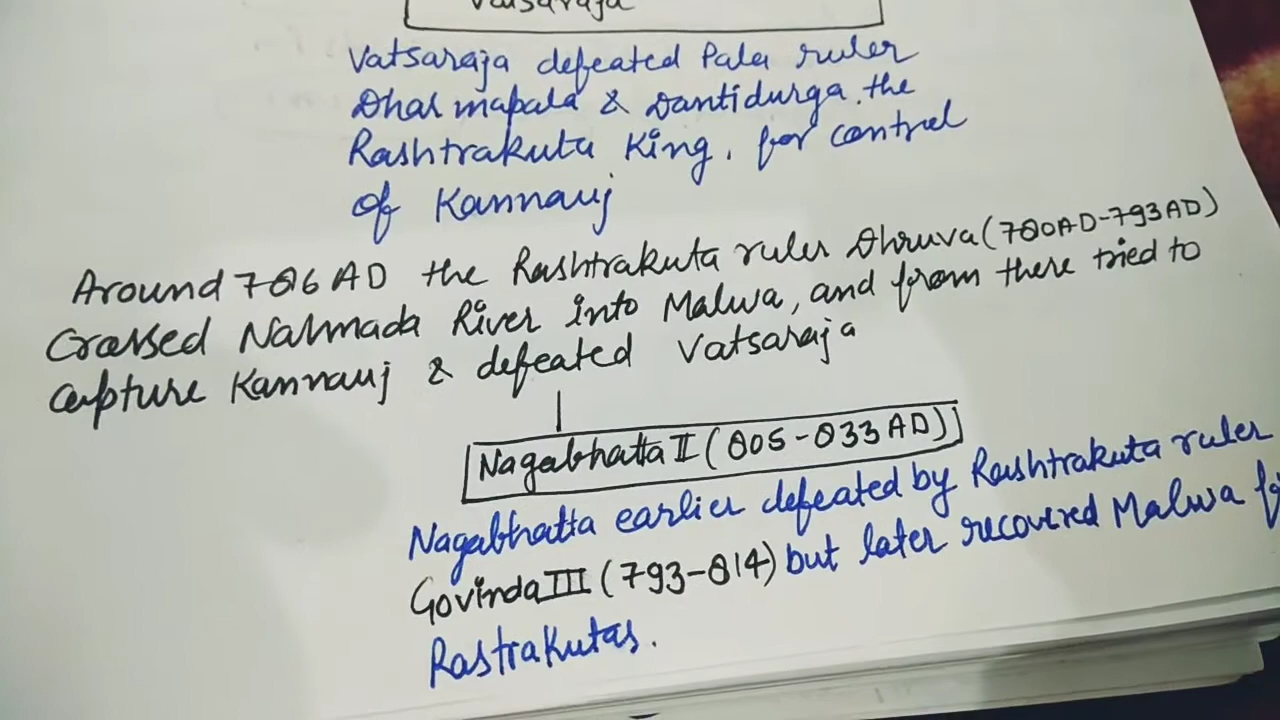 Vatsaraja
Vatsaraja defeated Pala ruler
Dharmapala & Dantidurga, the
Rashtrakuta King, for control
of Kannauj
Around 786 AD the Rashtrakuta ruler Dhruva (780AD-793AD)
Crossed Narmada River into Malwa, and from there tried to
capture Kannauj & defeated Vatsaraja
Nagabhatta II (805-833 AD)
Nagabhatta earlier defeated by Rashtrakuta ruler
Govinda III (793-814) but later recovered Malwa
Rastrakutas.